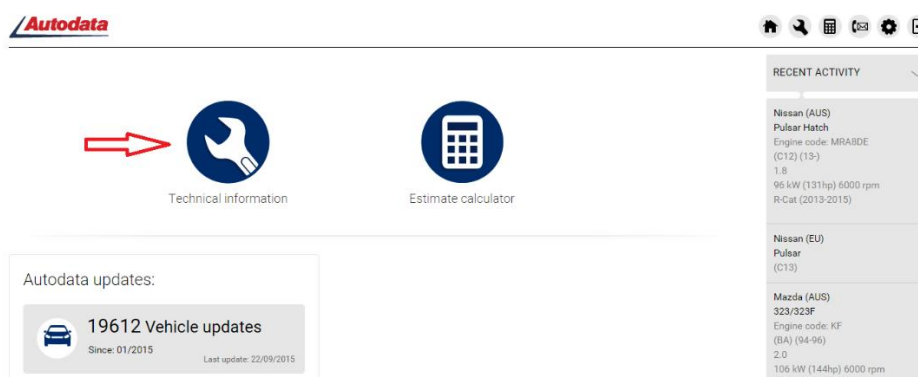 Autodata
Technical information
Estimate calculator
Autodata updates:
19612 Vehicle updates
Since: 01/2015
Last update: 22/09/2015
RECENT ACTIVITY
Nissan (AUS)
Pulsar Hatch
Engine code: MRA8DE
(C12) (13-)
1.8
96 kW (131hp) 6000 rpm
R-Cat (2013-2015)
Nissan (EU)
Pulsar
(C13)
Mazda (AUS)
323/323F
Engine code: KF
(BA) (94-96)
2.0
106 kW (144hp) 6000 rpm